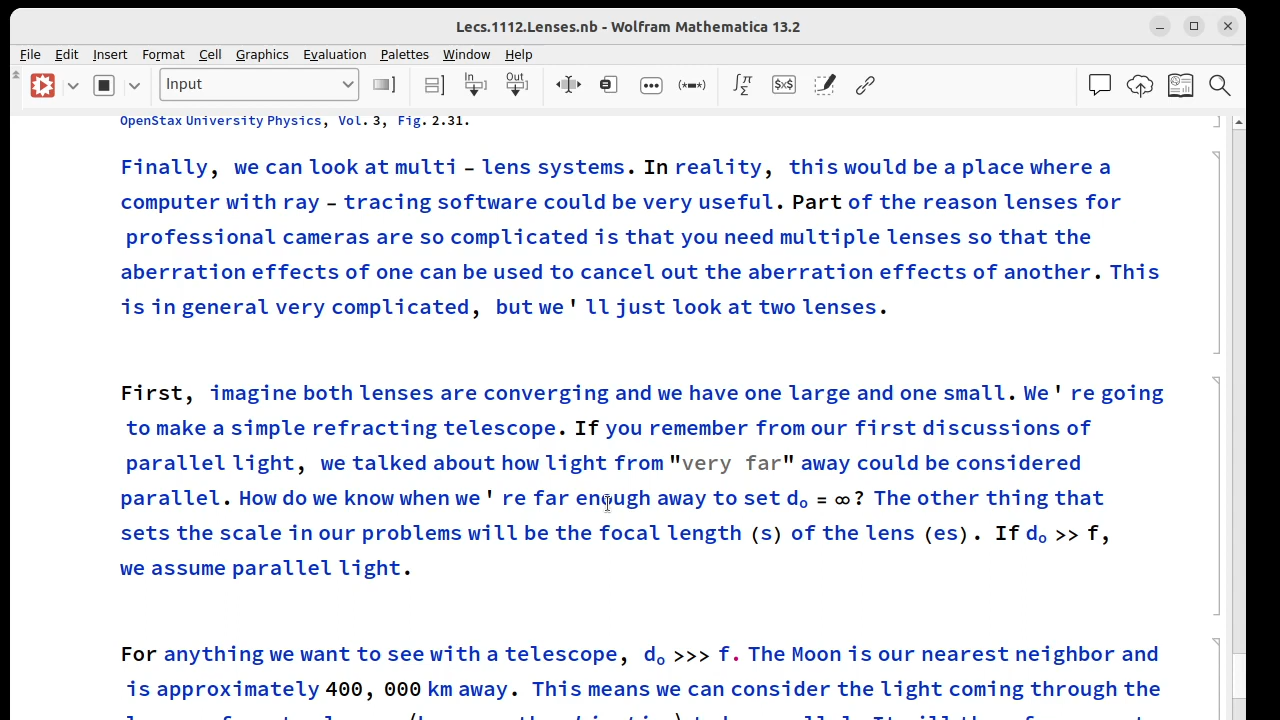 Lecs.1112.Lenses.nb - Wolfram Mathematica 13.2
File Edit Insert Format Cell Graphics Evaluation Palettes Window Help
Input In Out $x$
OpenStax University Physics, Vol. 3, Fig. 2.31.
Finally, we can look at multi - lens systems. In reality, this would be a place where a
computer with ray - tracing software could be very useful. Part of the reason lenses for
professional cameras are so complicated is that you need multiple lenses so that the
aberration effects of one can be used to cancel out the aberration effects of another. This
is in general very complicated, but we ' ll just look at two lenses.
First, imagine both lenses are converging and we have one large and one small. We ' re going
to make a simple refracting telescope. If you remember from our first discussions of
parallel light, we talked about how light from "very far" away could be considered
parallel. How do we know when we ' re far enough away to set dₒ = ∞? The other thing that
sets the scale in our problems will be the focal length (s) of the lens (es). If dₒ >> f,
we assume parallel light.
For anything we want to see with a telescope, dₒ >>> f. The Moon is our nearest neighbor and
is approximately 400, 000 km away. This means we can consider the light coming through the